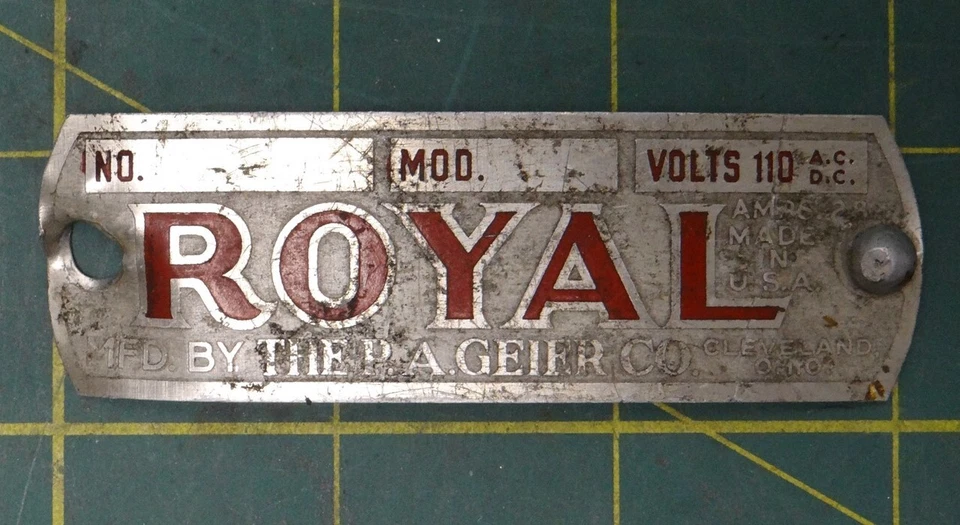 NO. MOD. VOLTS 110 A.C. D.C.
ROYAL
AMPS 2
MADE
IN
U.S.A.
MFD. BY THE P. A. GEIER CO. CLEVELAND,
OHIO